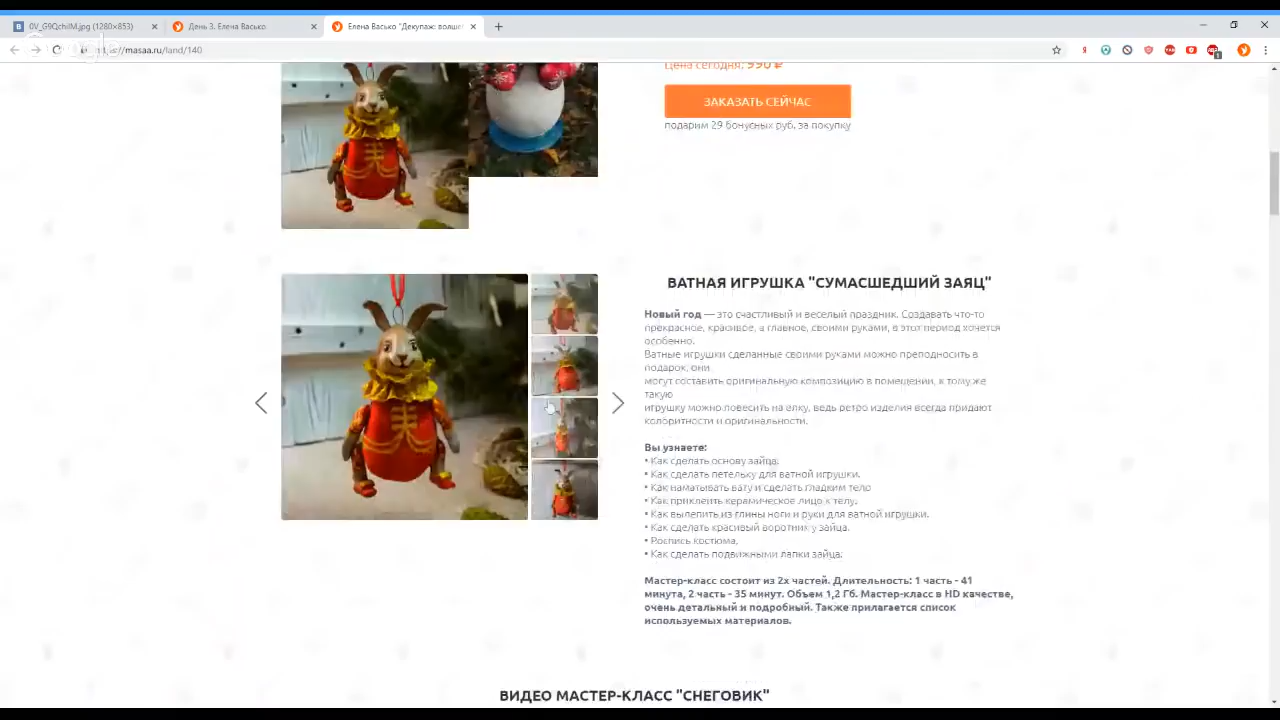 0V_G9QchilM.jpg (1280×853)
День 3. Елена Васько
Елена Васько "Декупаж: волше
masaa.ru/land/140
Цена сегодня: 990 ₽
ЗАКАЗАТЬ СЕЙЧАС
подарим 29 бонусных руб. за покупку
ВАТНАЯ ИГРУШКА "СУМАСШЕДШИЙ ЗАЯЦ"
Новый год — это счастливый и веселый праздник. Создавать что-то
прекрасное, красивое, а главное, своими руками, в этот период хочется
особенно.
Ватные игрушки сделанные своими руками можно преподносить в
подарок, они
могут составить оригинальную композицию в помещении, к тому же
такую
игрушку можно повесить на елку, ведь ретро изделия всегда придают
колоритности и оригинальности.
Вы узнаете:
• Как сделать основу зайца.
• Как сделать петельку для ватной игрушки.
• Как наматывать вату и сделать гладким тело
• Как приклеить керамическое лицо к телу.
• Как вылепить из глины ноги и руки для ватной игрушки.
• Как сделать красивый воротник у зайца.
• Роспись костюма,
• Как сделать подвижными лапки зайца;
Мастер-класс состоит из 2х частей. Длительность: 1 часть - 41
минута, 2 часть - 35 минут. Объем 1,2 Гб. Мастер-класс в HD качестве,
очень детальный и подробный. Также прилагается список
используемых материалов.
ВИДЕО МАСТЕР-КЛАСС "СНЕГОВИК"